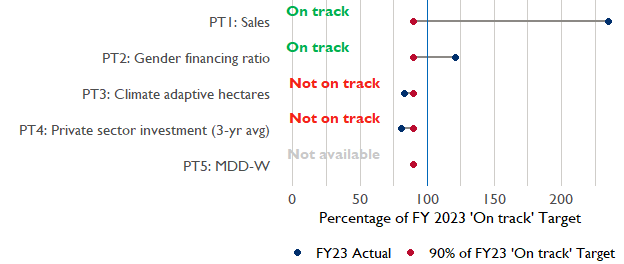 On track
PT1: Sales
On track
PT2: Gender financing ratio
Not on track
PT3: Climate adaptive hectares
Not on track
PT4: Private sector investment (3-yr avg)
Not available
PT5: MDD-W
0 50 100 150 200
Percentage of FY 2023 'On track' Target
FY23 Actual 90% of FY23 'On track' Target